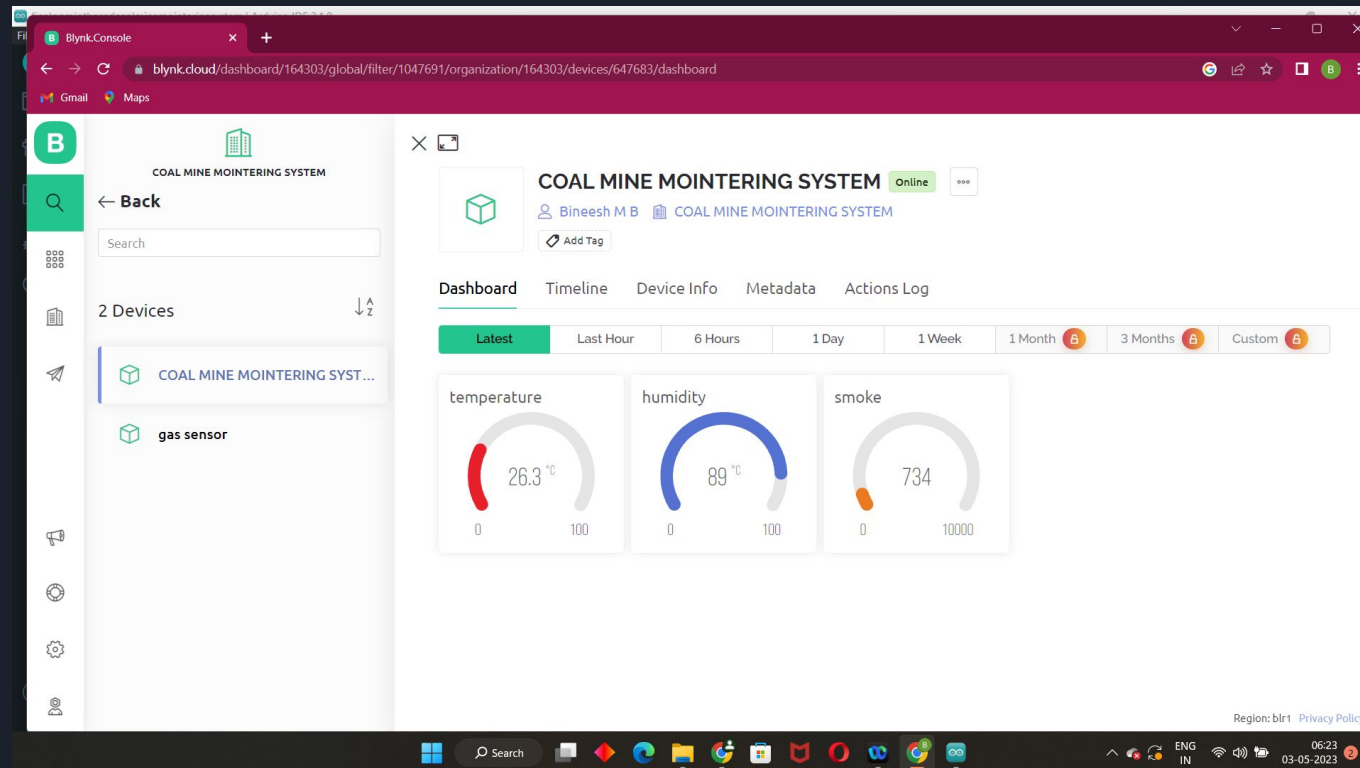 Blynk.Console
blynk.cloud/dashboard/164303/global/filter/1047691/organization/164303/devices/647683/dashboard
Gmail
Maps
B
COAL MINE MOINTERING SYSTEM
← Back
Search
2 Devices
COAL MINE MOINTERING SYST...
gas sensor
COAL MINE MOINTERING SYSTEM Online
Bineesh M B COAL MINE MOINTERING SYSTEM
Add Tag
Dashboard Timeline Device Info Metadata Actions Log
Latest Last Hour 6 Hours 1 Day 1 Week 1 Month 3 Months Custom
temperature
26.3 °C
0 100
humidity
89 °C
0 100
smoke
734
0 10000
Region: blr1 Privacy Policy
Search
ENG
IN
06:23
03-05-2023
2